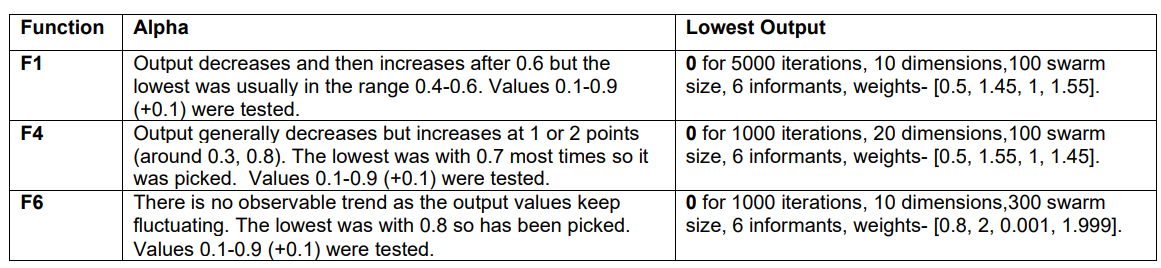 Function Alpha Lowest Output
F1 Output decreases and then increases after 0.6 but the lowest was usually in the range 0.4-0.6. Values 0.1-0.9 (+0.1) were tested. 0 for 5000 iterations, 10 dimensions,100 swarm size, 6 informants, weights- [0.5, 1.45, 1, 1.55].
F4 Output generally decreases but increases at 1 or 2 points (around 0.3, 0.8). The lowest was with 0.7 most times so it was picked.  Values 0.1-0.9 (+0.1) were tested. 0 for 1000 iterations, 20 dimensions,100 swarm size, 6 informants, weights- [0.5, 1.55, 1, 1.45].
F6 There is no observable trend as the output values keep fluctuating. The lowest was with 0.8 so has been picked. Values 0.1-0.9 (+0.1) were tested. 0 for 1000 iterations, 10 dimensions,300 swarm size, 6 informants, weights- [0.8, 2, 0.001, 1.999].